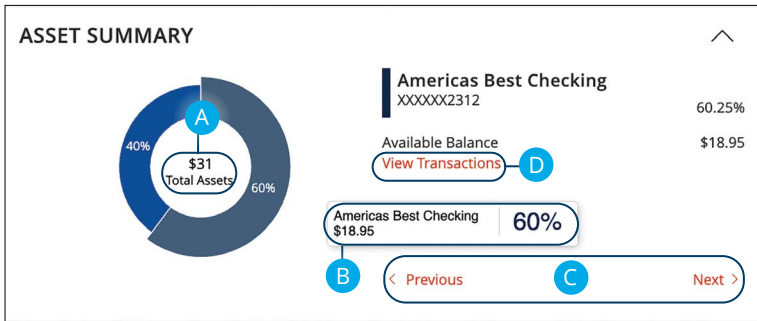 ASSET SUMMARY
A
40%
$31
Total Assets
60%
Americas Best Checking
XXXXXX2312
60.25%
Available Balance
$18.95
View Transactions
D
Americas Best Checking
$18.95
60%
B
C
< Previous
Next >